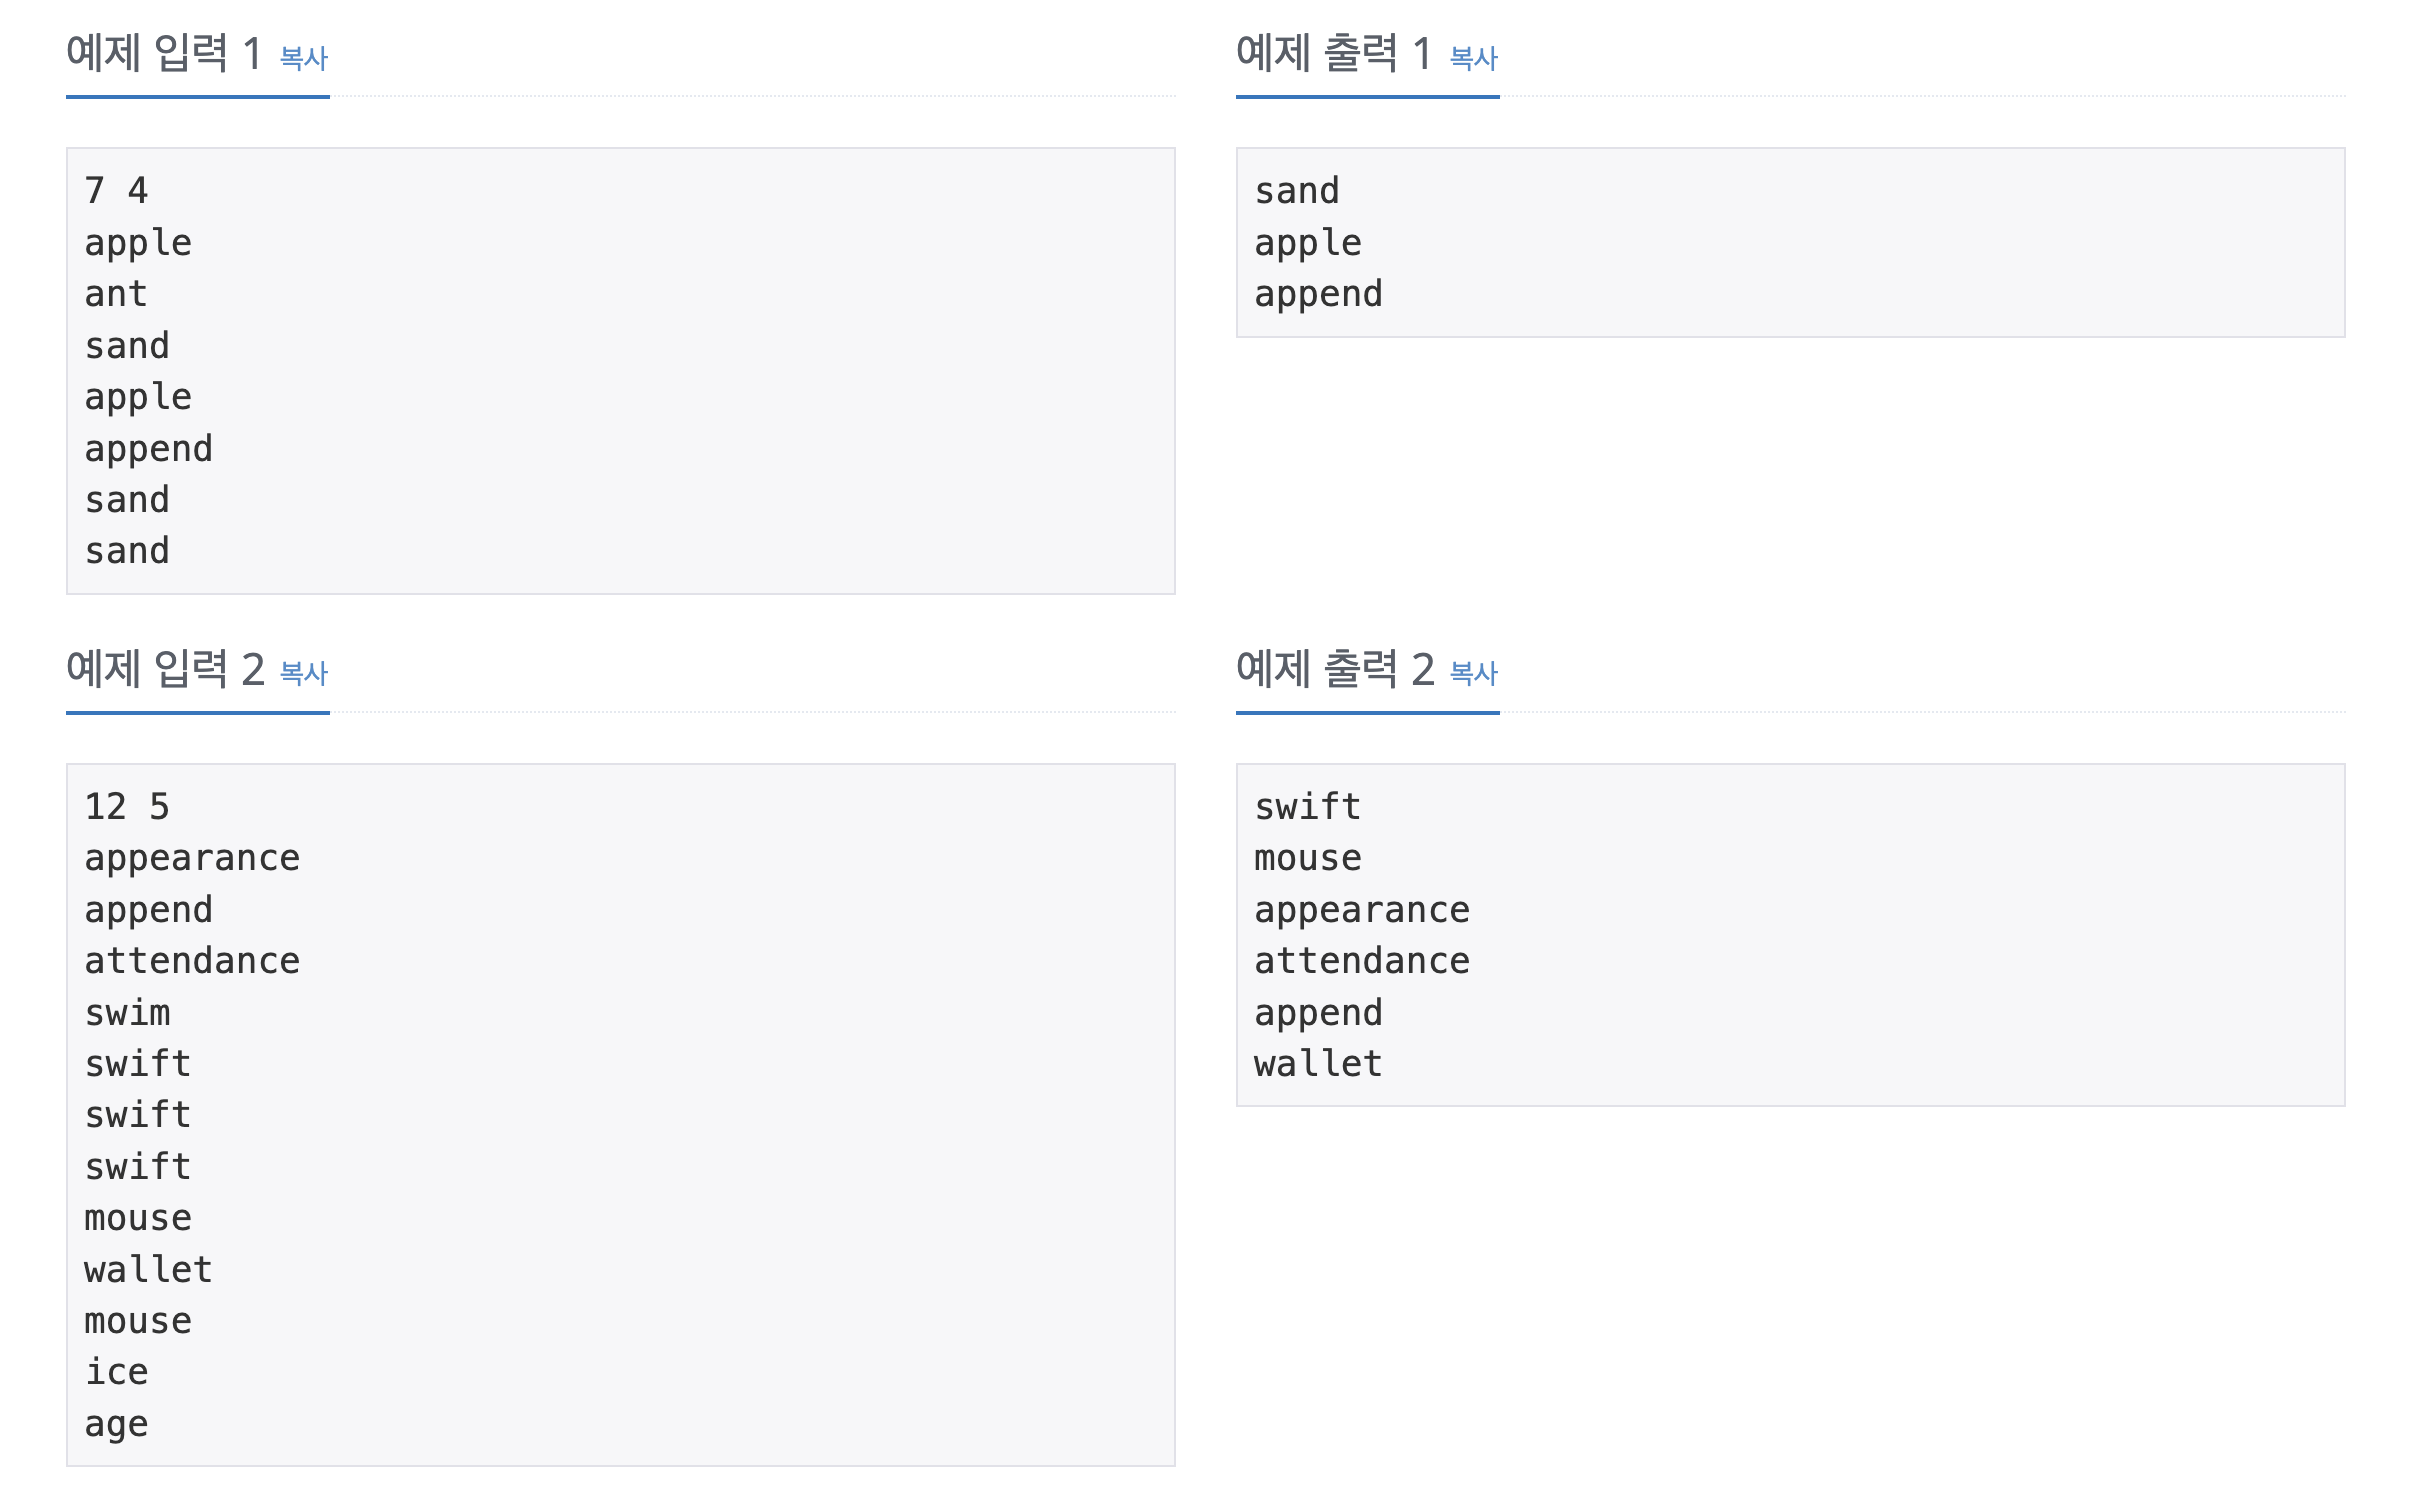 예제 입력 1 복사
7 4
apple
ant
sand
apple
append
sand
sand
예제 출력 1 복사
sand
apple
append
예제 입력 2 복사
12 5
appearance
append
attendance
swim
swift
swift
swift
mouse
wallet
mouse
ice
age
예제 출력 2 복사
swift
mouse
appearance
attendance
append
wallet